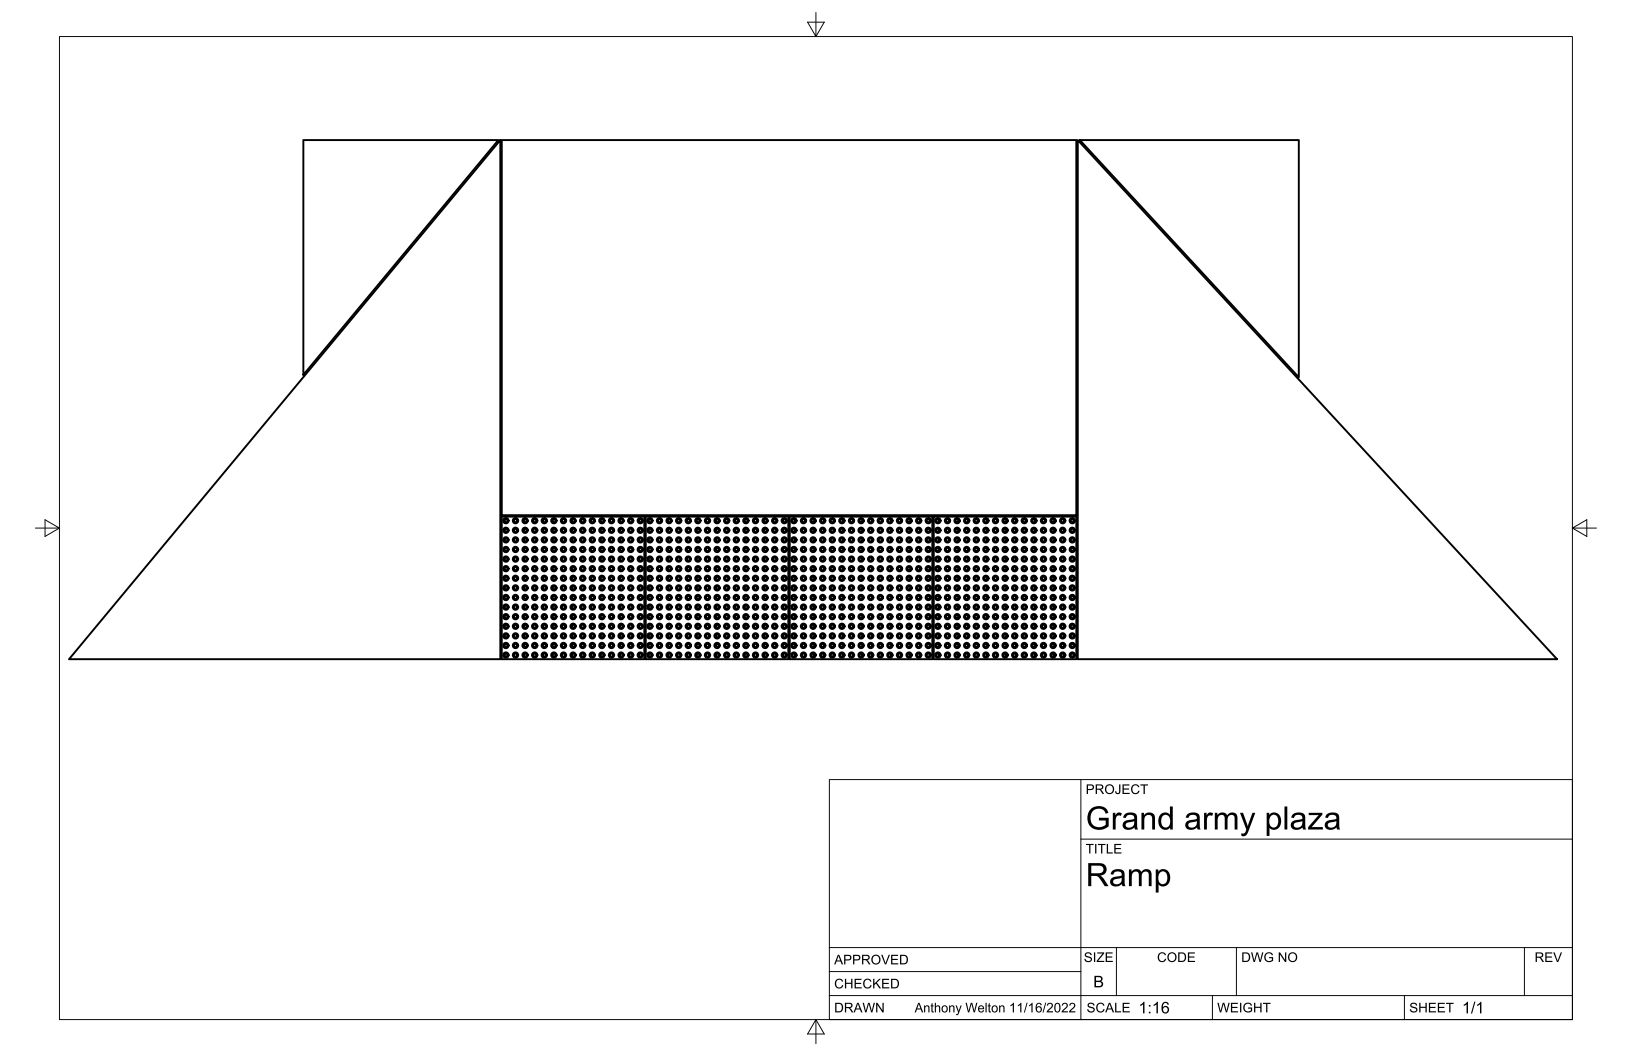 PROJECT
Grand army plaza
TITLE
Ramp
APPROVED
CHECKED
DRAWN Anthony Welton 11/16/2022
SIZE CODE DWG NO REV
B
SCALE 1:16 WEIGHT SHEET 1/1